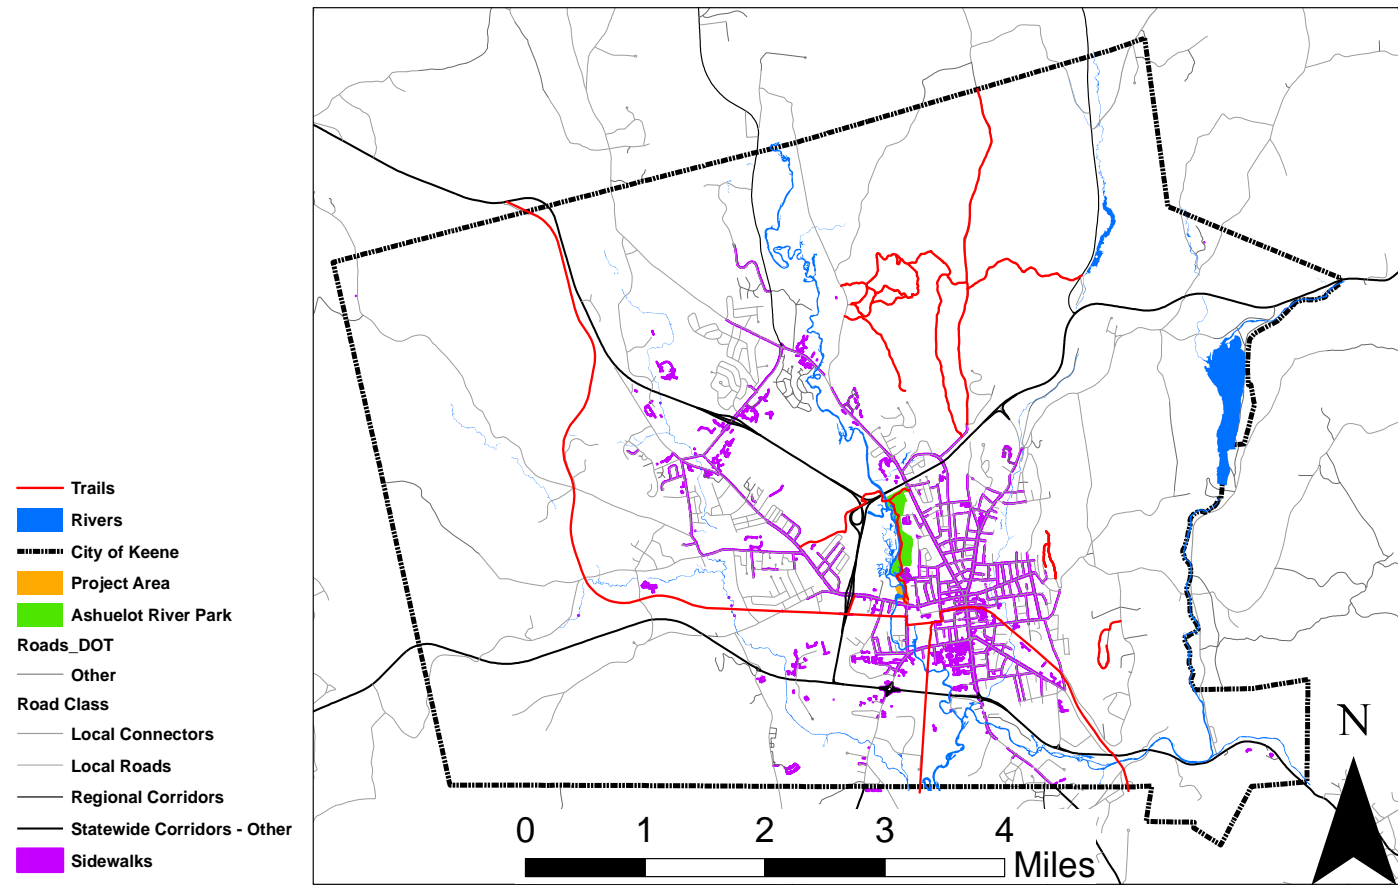 Trails
Rivers
City of Keene
Project Area
Ashuelot River Park
Roads_DOT
Other
Road Class
Local Connectors
Local Roads
Regional Corridors
Statewide Corridors - Other
Sidewalks
N
0 1 2 3 4
Miles